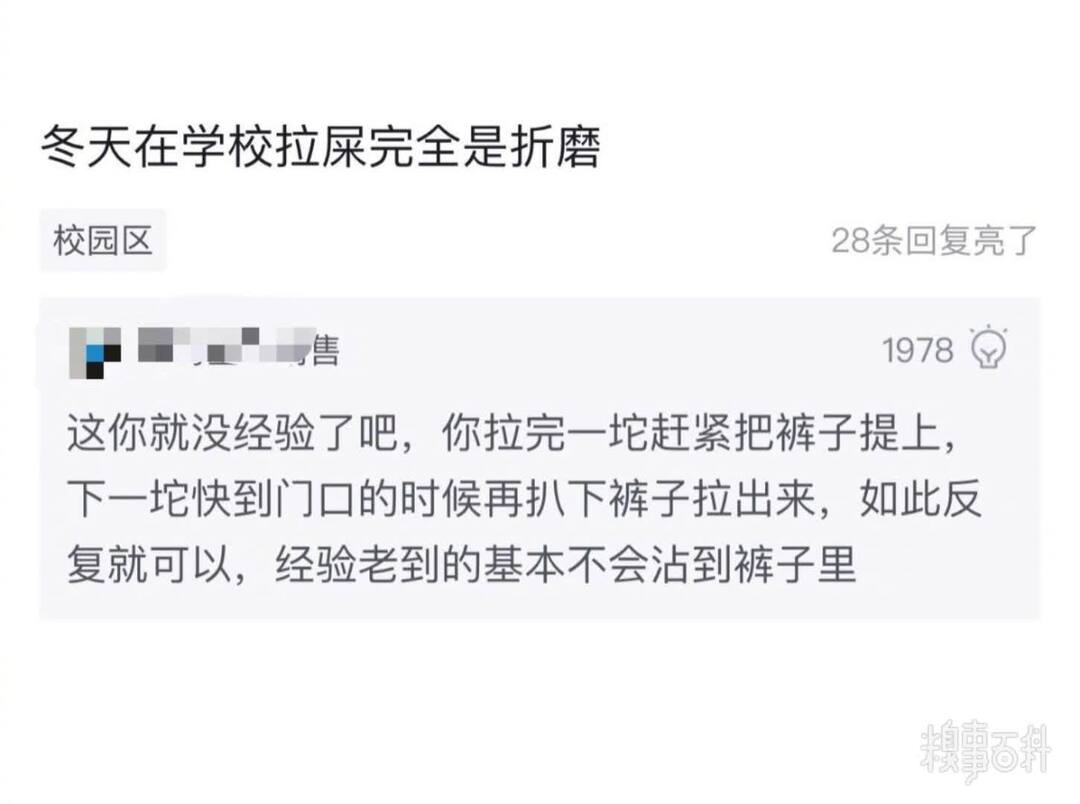 冬天在学校拉屎完全是折磨
校园区
28条回复亮了
售
1978
这你就没经验了吧，你拉完一坨赶紧把裤子提上，
下一坨快到门口的时候再扒下裤子拉出来，如此反
复就可以，经验老到的基本不会沾到裤子里
糗事百科